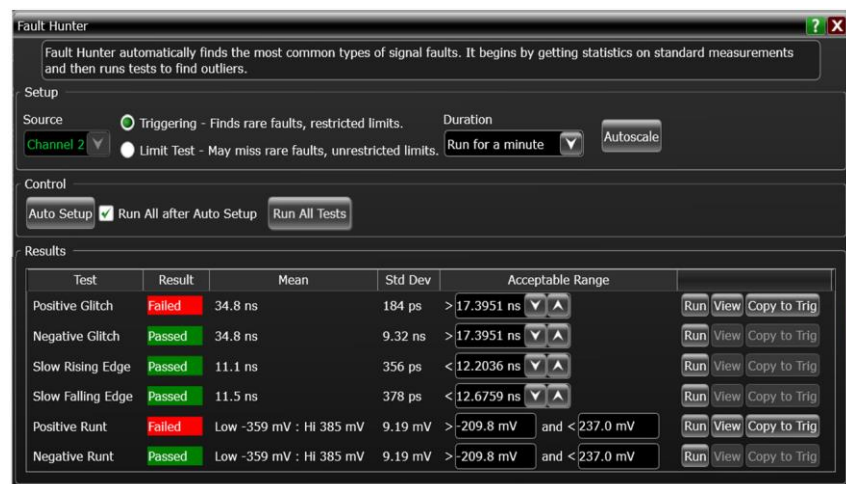 Fault Hunter ? X
Fault Hunter automatically finds the most common types of signal faults. It begins by getting statistics on standard measurements
and then runs tests to find outliers.
Setup
Source Triggering - Finds rare faults, restricted limits. Duration
Channel 2 Limit Test - May miss rare faults, unrestricted limits. Run for a minute Autoscale
Control
Auto Setup Run All after Auto Setup Run All Tests
Results
Test Result Mean Std Dev Acceptable Range
Positive Glitch Failed 34.8 ns 184 ps > 17.3951 ns Run View Copy to Trig
Negative Glitch Passed 34.8 ns 9.32 ns > 17.3951 ns Run View Copy to Trig
Slow Rising Edge Passed 11.1 ns 356 ps < 12.2036 ns Run View Copy to Trig
Slow Falling Edge Passed 11.5 ns 378 ps < 12.6759 ns Run View Copy to Trig
Positive Runt Failed Low -359 mV : Hi 385 mV 9.19 mV > -209.8 mV and < 237.0 mV Run View Copy to Trig
Negative Runt Passed Low -359 mV : Hi 385 mV 9.19 mV > -209.8 mV and < 237.0 mV Run View Copy to Trig